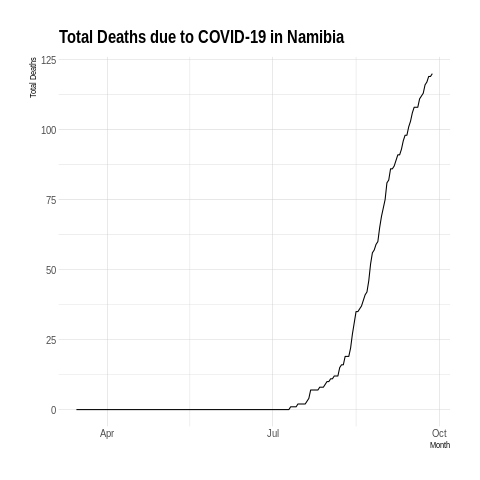 Total Deaths due to COVID-19 in Namibia
Total Deaths
125
100
75
50
25
0
Apr
Jul
Oct
Month